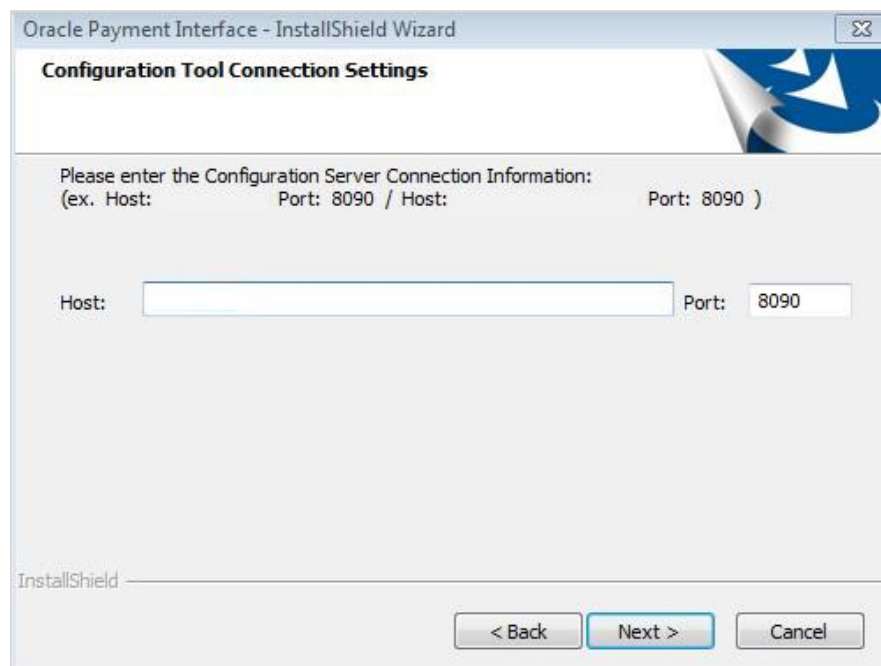 Oracle Payment Interface - InstallShield Wizard
Configuration Tool Connection Settings
Please enter the Configuration Server Connection Information:
(ex. Host: Port: 8090 / Host: Port: 8090 )
Host: Port: 8090
InstallShield
< Back Next > Cancel